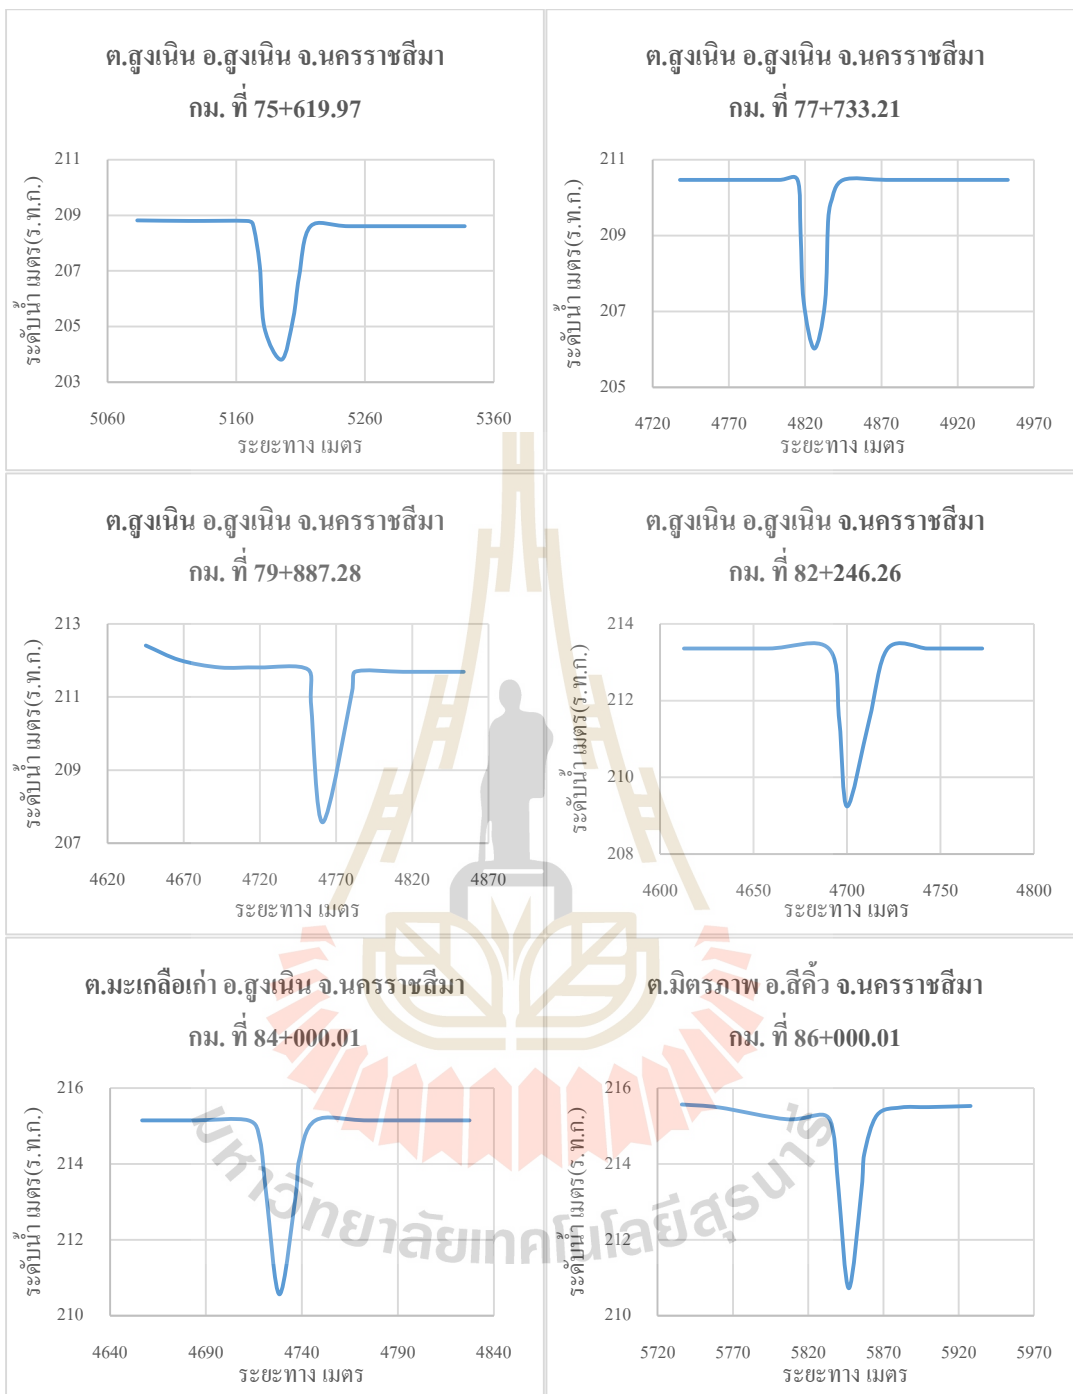 ต.สูงเนิน อ.สูงเนิน จ.นครราชสีมา
กม. ที่ 75+619.97
ระดับน้ำ เมตร(ร.ท.ก.)
211
209
207
205
203
5060 5160 5260 5360
ระยะทาง เมตร
ต.สูงเนิน อ.สูงเนิน จ.นครราชสีมา
กม. ที่ 77+733.21
ระดับน้ำ เมตร(ร.ท.ก.)
211
209
207
205
4720 4770 4820 4870 4920 4970
ระยะทาง เมตร
ต.สูงเนิน อ.สูงเนิน จ.นครราชสีมา
กม. ที่ 79+887.28
ระดับน้ำ เมตร(ร.ท.ก.)
213
211
209
207
4620 4670 4720 4770 4820 4870
ระยะทาง เมตร
ต.สูงเนิน อ.สูงเนิน จ.นครราชสีมา
กม. ที่ 82+246.26
ระดับน้ำ เมตร(ร.ท.ก.)
214
212
210
208
4600 4650 4700 4750 4800
ระยะทาง เมตร
ต.มะเกลือเก่า อ.สูงเนิน จ.นครราชสีมา
กม. ที่ 84+000.01
ระดับน้ำ เมตร(ร.ท.ก.)
216
214
212
210
4640 4690 4740 4790 4840
ระยะทาง เมตร
ต.มิตรภาพ อ.สีคิ้ว จ.นครราชสีมา
กม. ที่ 86+000.01
ระดับน้ำ เมตร(ร.ท.ก.)
216
214
212
210
5720 5770 5820 5870 5920 5970
ระยะทาง เมตร
มหาวิทยาลัยเทคโนโลยีสุรนารี